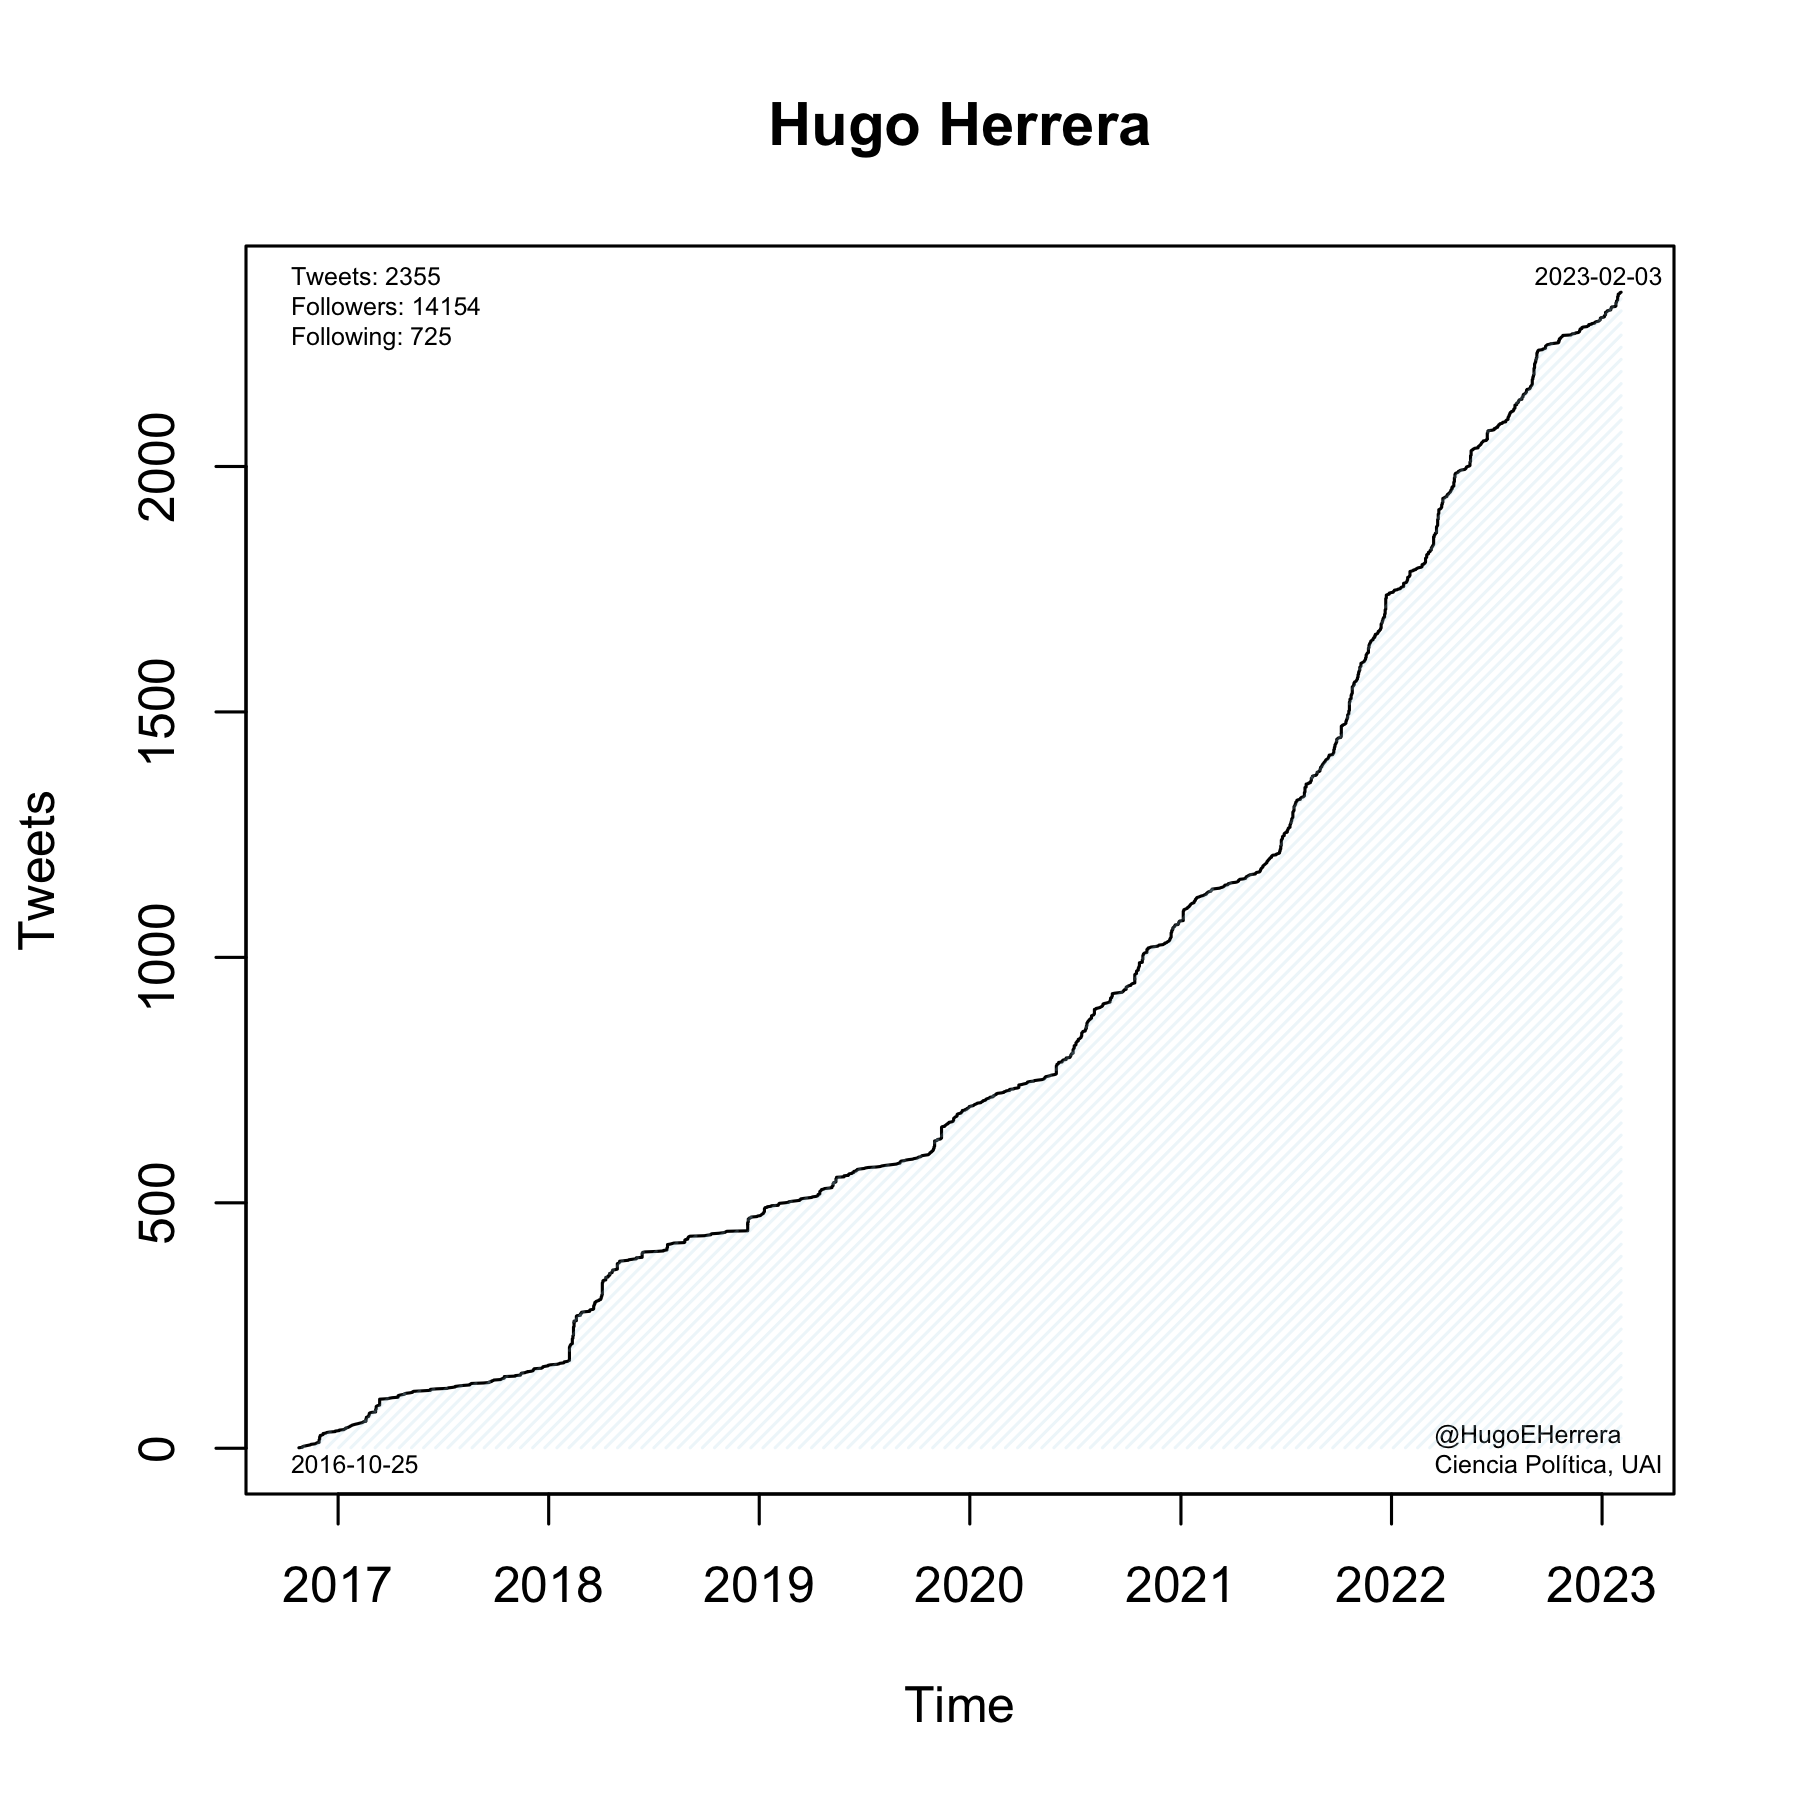 Hugo Herrera
Tweets: 2355
Followers: 14154
Following: 725
2023-02-03
2000
1500
1000
500
0
Tweets
@HugoEHerrera
Ciencia Política, UAI
2016-10-25
2017 2018 2019 2020 2021 2022 2023
Time